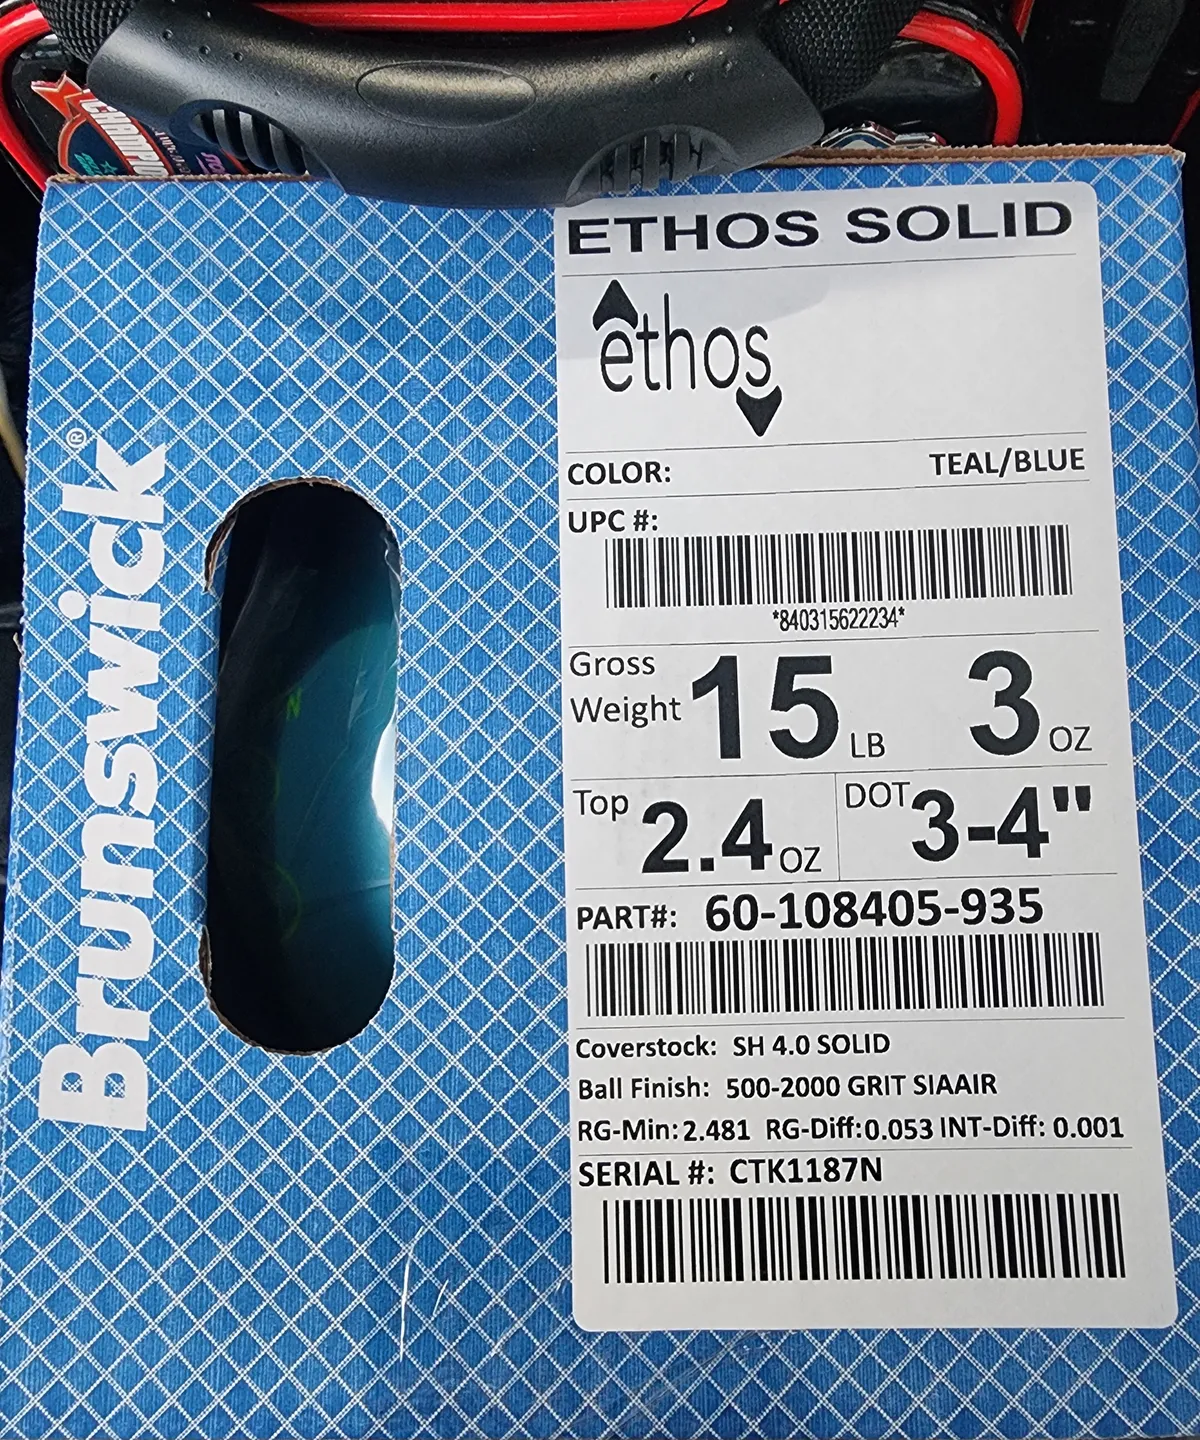 CHAMPIO
Brunswick®
ETHOS SOLID
ethos
COLOR: TEAL/BLUE
UPC #:
*840315622234*
Gross Weight 15 LB 3 OZ
Top 2.4 OZ DOT 3-4"
PART#: 60-108405-935
Coverstock: SH 4.0 SOLID
Ball Finish: 500-2000 GRIT SIAAIR
RG-Min: 2.481 RG-Diff: 0.053 INT-Diff: 0.001
SERIAL #: CTK1187N